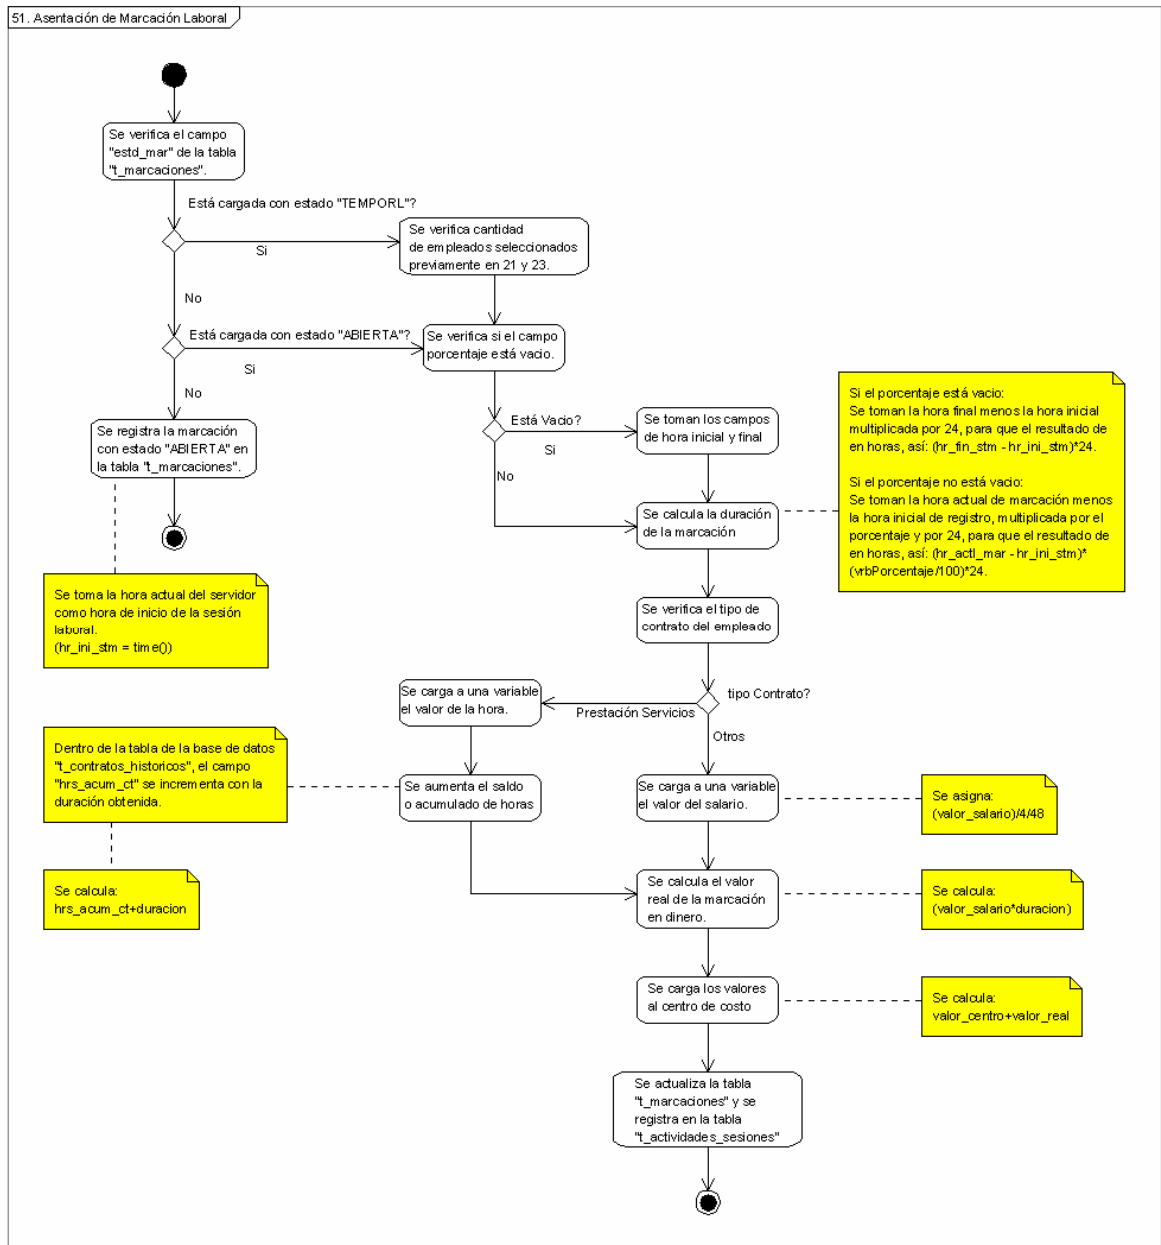 51. Asentación de Marcación Laboral
Se verifica el campo
"estd_mar" de la tabla
"t_marcaciones".
Está cargada con estado "TEMPORL"?
Si
Se verifica cantidad
de empleados seleccionados
previamente en 21 y 23.
No
Está cargada con estado "ABIERTA"?
Si
Se verifica si el campo
porcentaje está vacio.
No
Se registra la marcación
con estado "ABIERTA" en
la tabla "t_marcaciones".
Está Vacio?
Si
No
Se toman los campos
de hora inicial y final
Se calcula la duración
de la marcación
Si el porcentaje está vacio:
Se toman la hora final menos la hora inicial
multiplicada por 24, para que el resultado de
en horas, así: (hr_fin_stm - hr_ini_stm)*24.
Si el porcentaje no está vacio:
Se toman la hora actual de marcación menos
la hora inicial de registro, multiplicada por el
porcentaje y por 24, para que el resultado de
en horas, así: (hr_actl_mar - hr_ini_stm)*
(vrbPorcentaje/100)*24.
Se toma la hora actual del servidor
como hora de inicio de la sesión
laboral.
(hr_ini_stm = time())
Se verifica el tipo de
contrato del empleado
tipo Contrato?
Prestación Servicios
Otros
Se carga a una variable
el valor de la hora.
Dentro de la tabla de la base de datos
"t_contratos_historicos", el campo
"hrs_acum_ct" se incrementa con la
duración obtenida.
Se aumenta el saldo
o acumulado de horas
Se carga a una variable
el valor del salario.
Se asigna:
(valor_salario)/4/48
Se calcula:
hrs_acum_ct+duracion
Se calcula el valor
real de la marcación
en dinero.
Se calcula:
(valor_salario*duracion)
Se carga los valores
al centro de costo
Se calcula:
valor_centro+valor_real
Se actualiza la tabla
"t_marcaciones" y se
registra en la tabla
"t_actividades_sesiones"